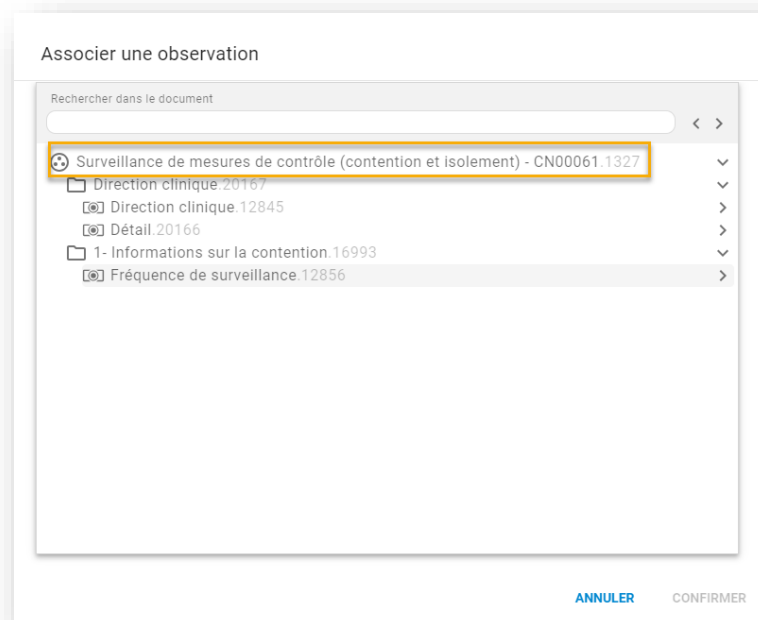 Associer une observation
Rechercher dans le document
Surveillance de mesures de contrôle (contention et isolement) - CN00061.1327
Direction clinique.20167
Direction clinique.12845
Détail.20166
1- Informations sur la contention.16993
Fréquence de surveillance.12856
ANNULER CONFIRMER